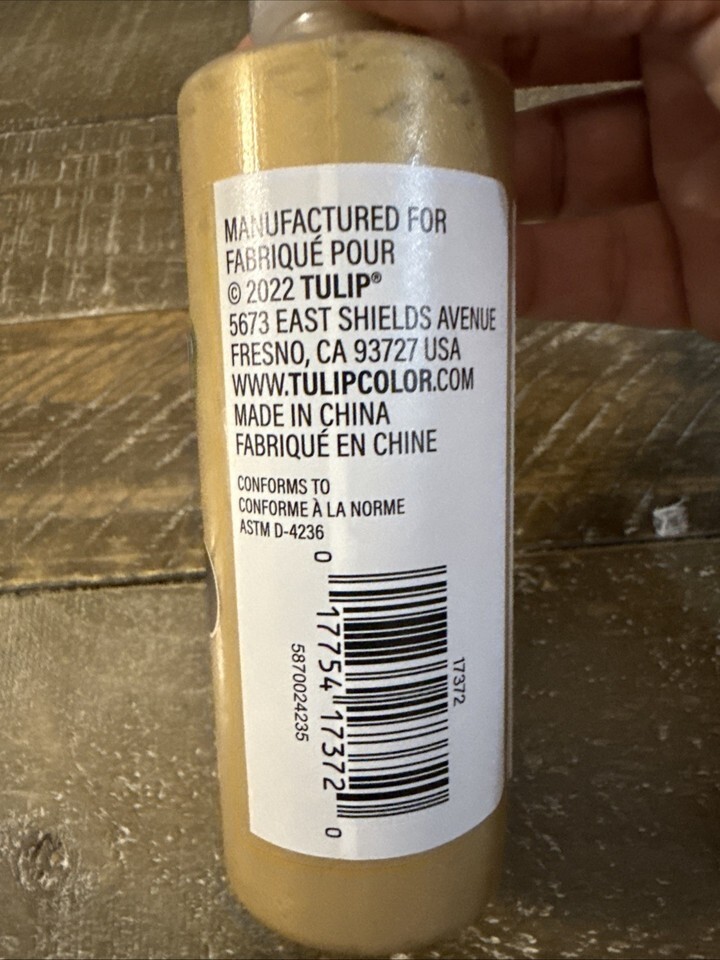 MANUFACTURED FOR
FABRIQUÉ POUR
© 2022 TULIP®
5673 EAST SHIELDS AVENUE
FRESNO, CA 93727 USA
WWW.TULIPCOLOR.COM
MADE IN CHINA
FABRIQUÉ EN CHINE
CONFORMS TO
CONFORME À LA NORME
ASTM D-4236
17372
0 17754 17372 0
5870024235